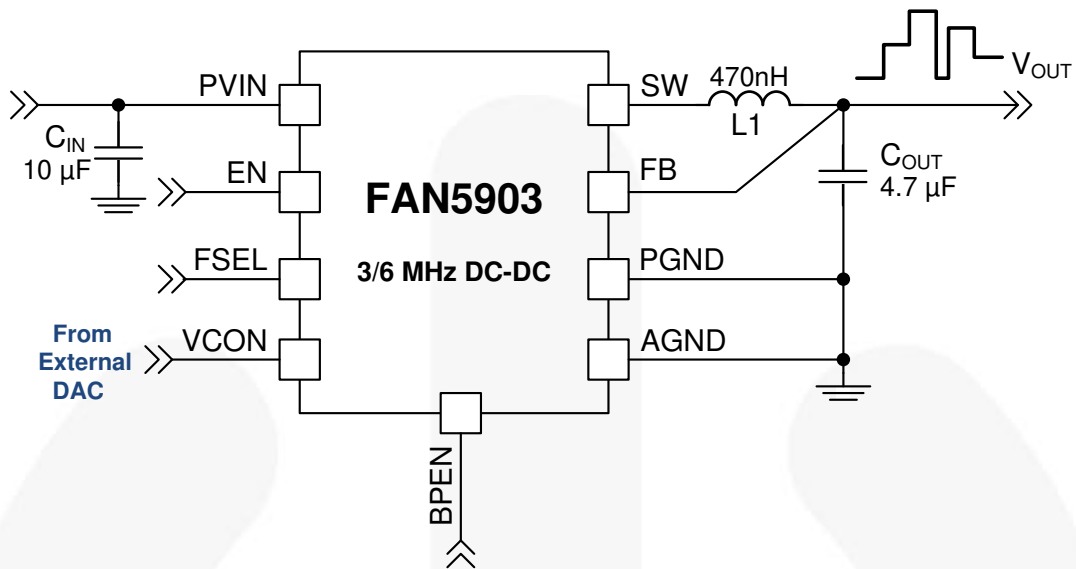 PVIN
C_IN
10 µF
EN
FSEL
From
External
DAC
VCON
FAN5903
3/6 MHz DC-DC
BPEN
SW
470nH
L1
FB
PGND
AGND
V_OUT
C_OUT
4.7 µF